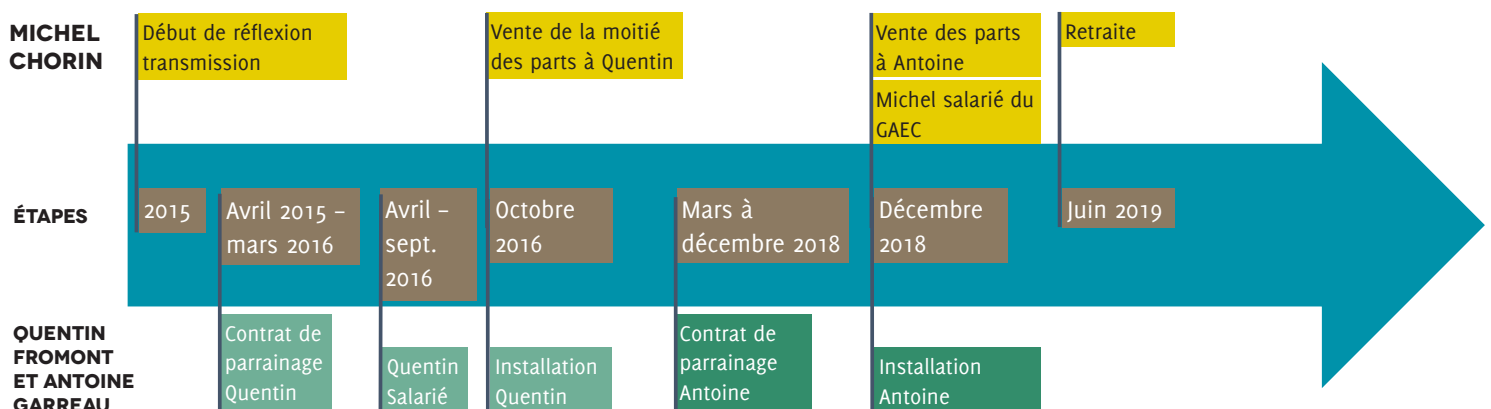 MICHEL
CHORIN
Début de réflexion
transmission
Vente de la moitié
des parts à Quentin
Vente des parts
à Antoine
Michel salarié du
GAEC
Retraite
ÉTAPES
2015
Avril 2015 –
mars 2016
Avril –
sept.
2016
Octobre
2016
Mars à
décembre 2018
Décembre
2018
Juin 2019
QUENTIN
FROMONT
ET ANTOINE
GARREAU
Contrat de
parrainage
Quentin
Quentin
Salarié
Installation
Quentin
Contrat de
parrainage
Antoine
Installation
Antoine